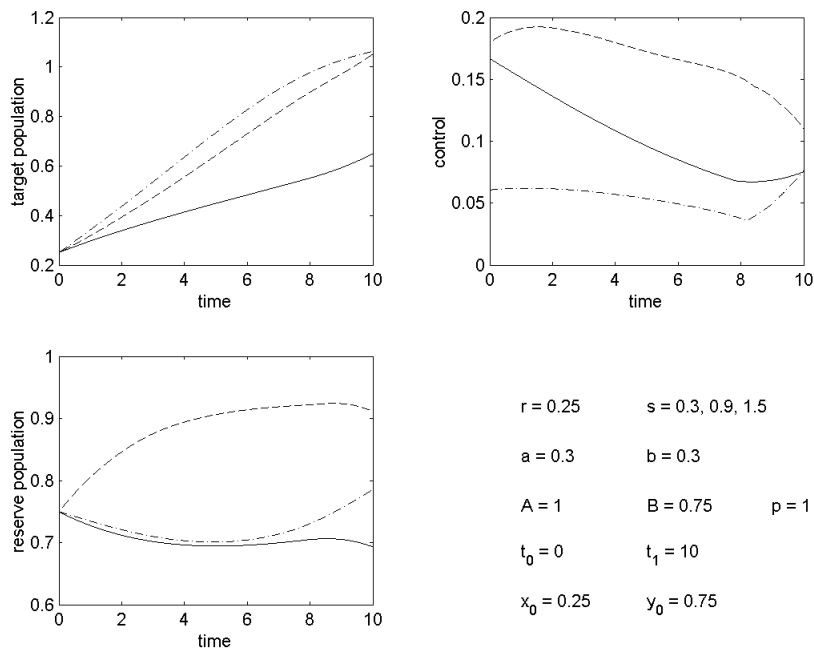 1.2
1
0.8
0.6
0.4
0.2
target population
0 2 4 6 8 10
time
0.2
0.15
0.1
0.05
0
control
0 2 4 6 8 10
time
1
0.9
0.8
0.7
0.6
reserve population
0 2 4 6 8 10
time
r = 0.25 s = 0.3, 0.9, 1.5
a = 0.3 b = 0.3
A = 1 B = 0.75 p = 1
t₀ = 0 t₁ = 10
x₀ = 0.25 y₀ = 0.75